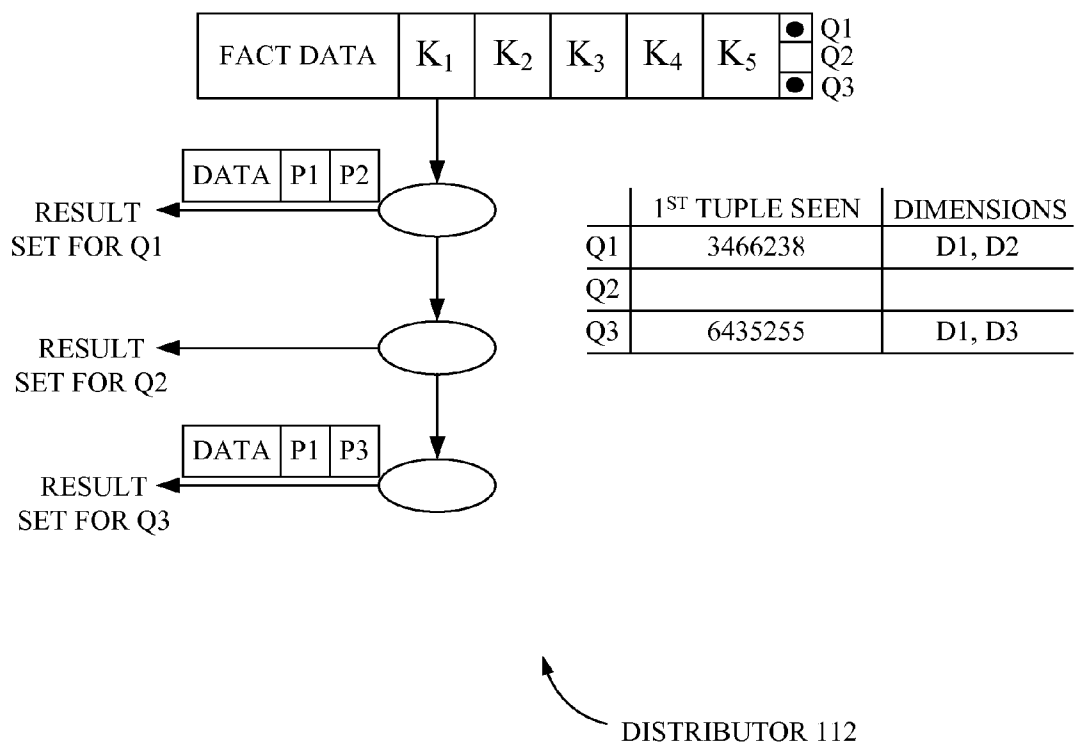 FACT DATA K1 K2 K3 K4 K5 Q1
Q2
Q3
DATA P1 P2
RESULT
SET FOR Q1
1ST TUPLE SEEN DIMENSIONS
Q1 3466238 D1, D2
Q2
Q3 6435255 D1, D3
RESULT
SET FOR Q2
DATA P1 P3
RESULT
SET FOR Q3
DISTRIBUTOR 112